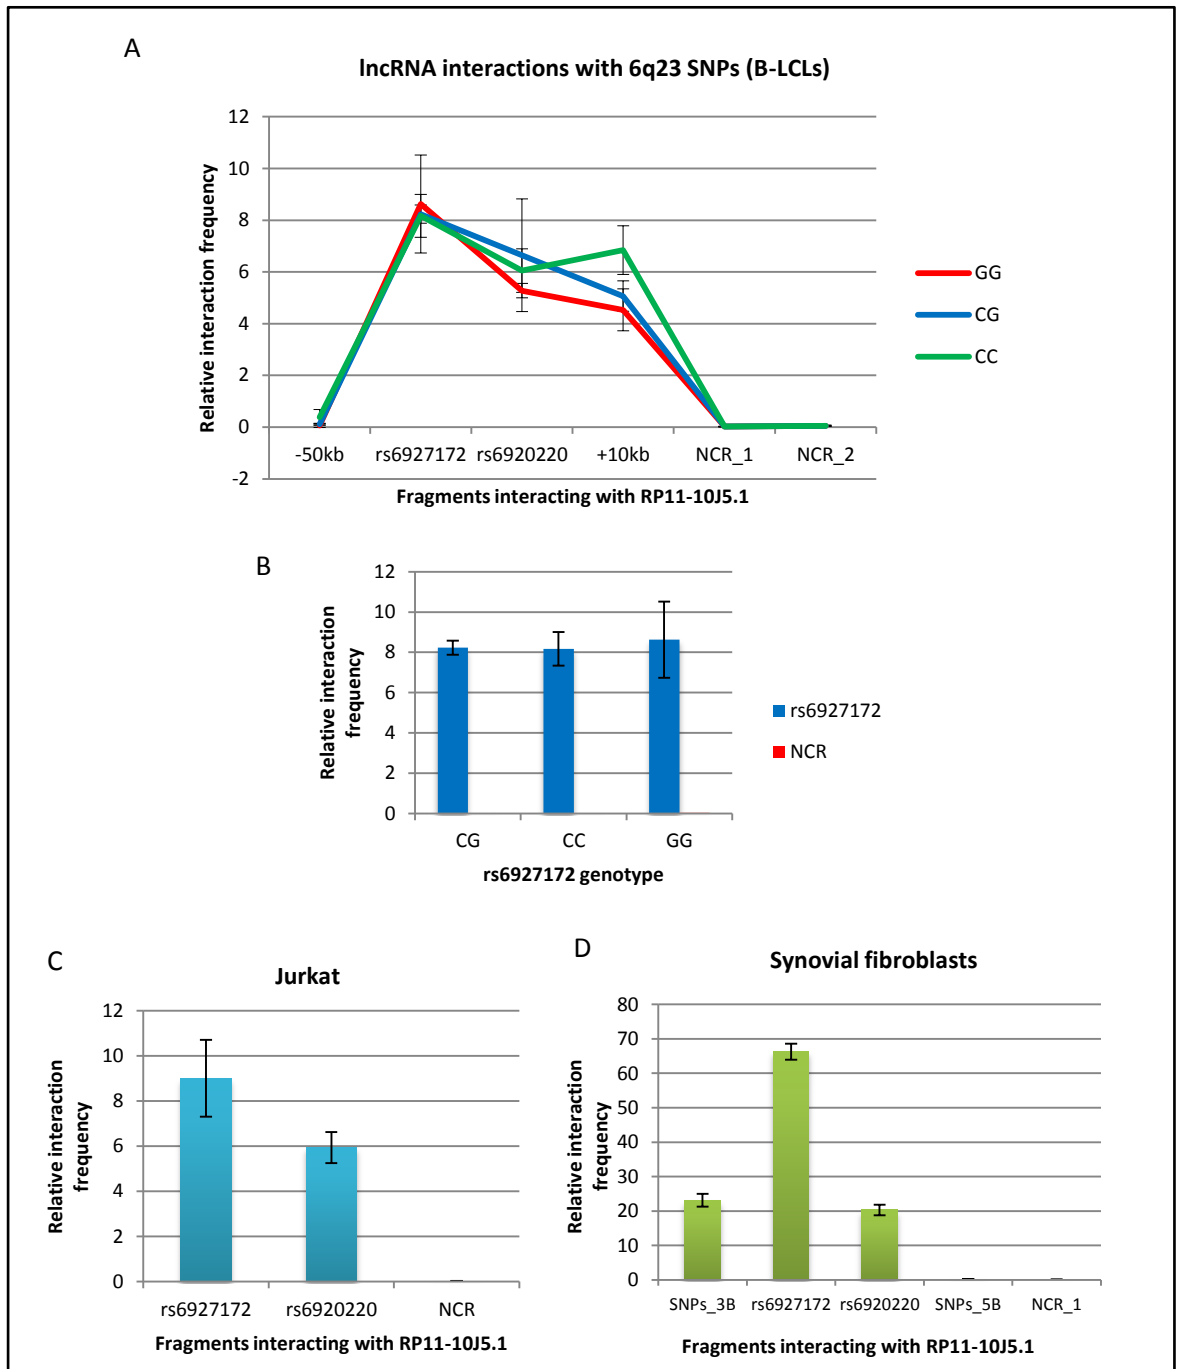 A
lncRNA interactions with 6q23 SNPs (B-LCLs)
Relative interaction frequency
12
10
8
6
4
2
0
-2
-50kb rs6927172 rs6920220 +10kb NCR_1 NCR_2
Fragments interacting with RP11-10J5.1
GG
CG
CC
B
Relative interaction
frequency
12
10
8
6
4
2
0
CG CC GG
rs6927172 genotype
rs6927172
NCR
C
Jurkat
Relative interaction
frequency
12
10
8
6
4
2
0
rs6927172 rs6920220 NCR
Fragments interacting with RP11-10J5.1
D
Synovial fibroblasts
Relative interaction
frequency
80
70
60
50
40
30
20
10
0
SNPs_3B rs6927172 rs6920220 SNPs_5B NCR_1
Fragments interacting with RP11-10J5.1